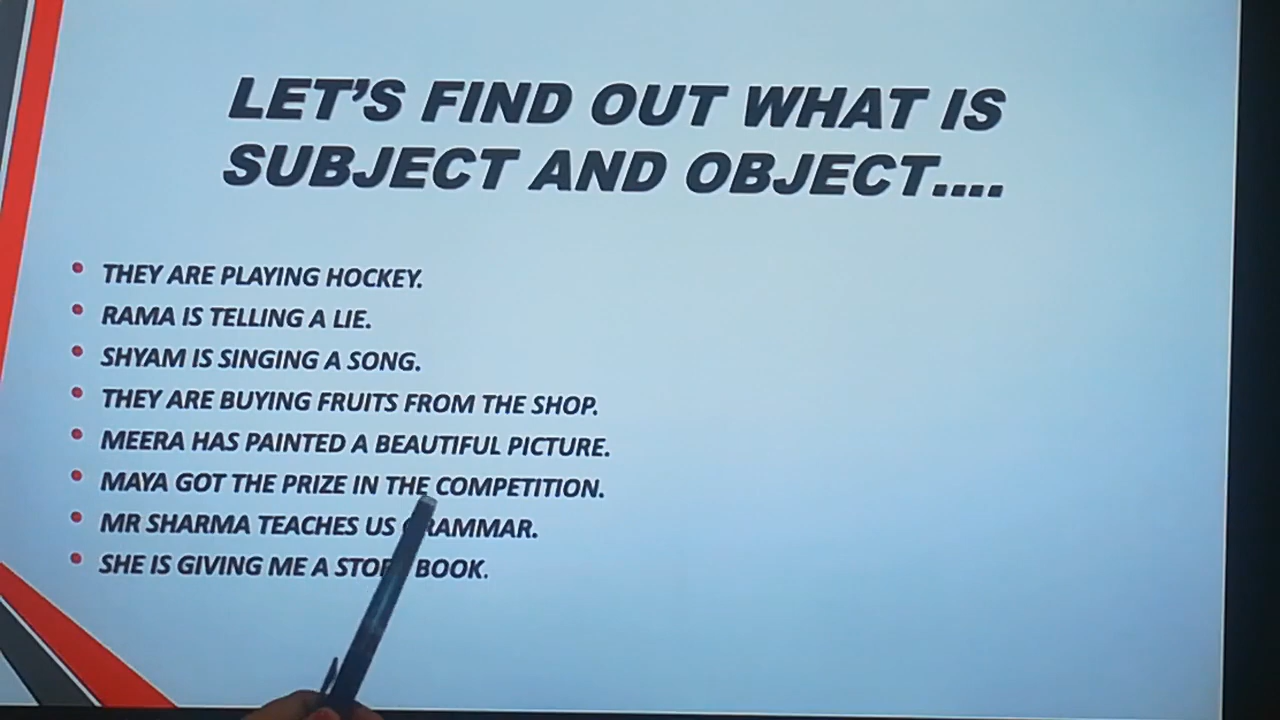 LET'S FIND OUT WHAT IS
SUBJECT AND OBJECT....
• THEY ARE PLAYING HOCKEY.
• RAMA IS TELLING A LIE.
• SHYAM IS SINGING A SONG.
• THEY ARE BUYING FRUITS FROM THE SHOP.
• MEERA HAS PAINTED A BEAUTIFUL PICTURE.
• MAYA GOT THE PRIZE IN THE COMPETITION.
• MR SHARMA TEACHES US GRAMMAR.
• SHE IS GIVING ME A STORY BOOK.